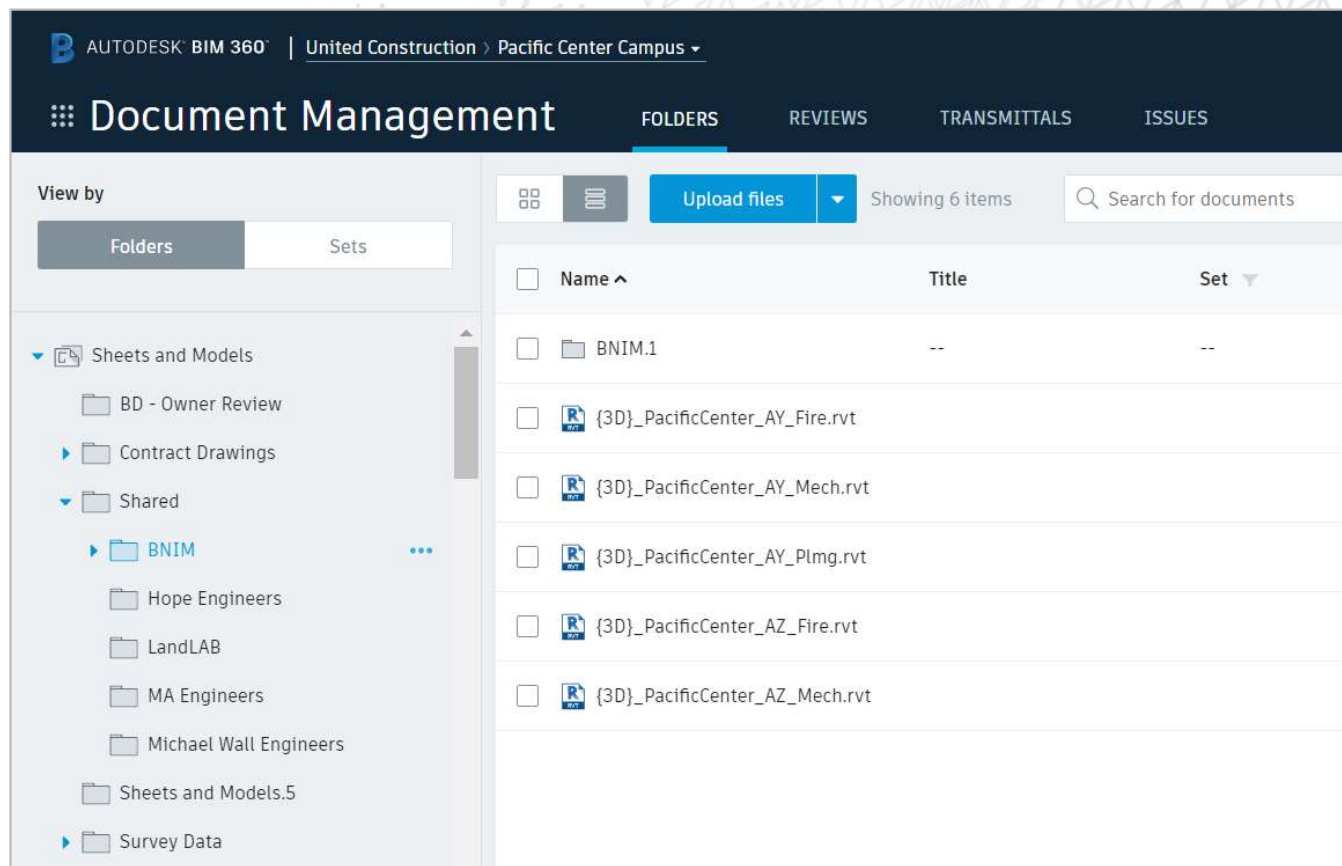 AUTODESK® BIM 360™ | United Construction > Pacific Center Campus
Document Management
FOLDERS REVIEWS TRANSMITTALS ISSUES
View by
Folders Sets
Upload files Showing 6 items Search for documents
Name Title Set
Sheets and Models
BD - Owner Review
Contract Drawings
Shared
BNIM
Hope Engineers
LandLAB
MA Engineers
Michael Wall Engineers
Sheets and Models.5
Survey Data
BNIM.1 -- --
{3D}_PacificCenter_AY_Fire.rvt
{3D}_PacificCenter_AY_Mech.rvt
{3D}_PacificCenter_AY_Plmg.rvt
{3D}_PacificCenter_AZ_Fire.rvt
{3D}_PacificCenter_AZ_Mech.rvt